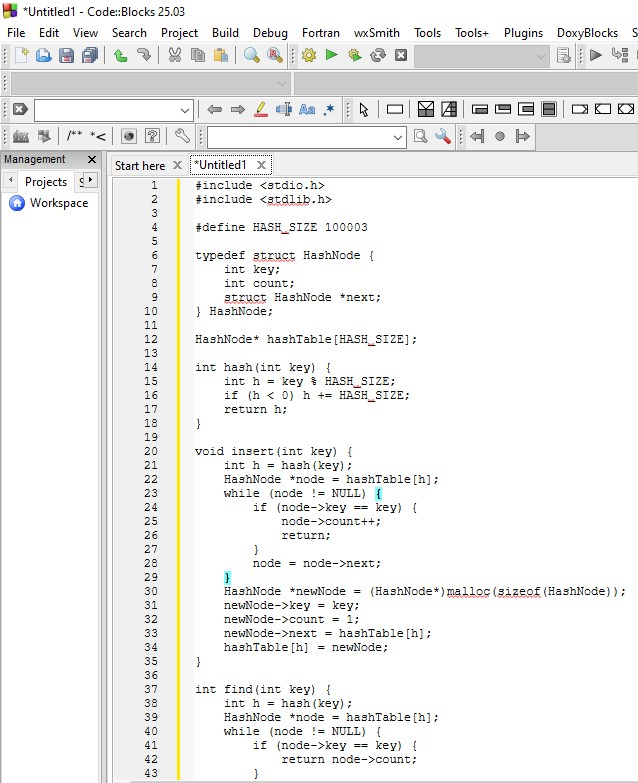 *Untitled1 - Code::Blocks 25.03
File Edit View Search Project Build Debug Fortran wxSmith Tools Tools+ Plugins DoxyBlocks S
Aa .*
/** *<
Management
Start here *Untitled1
Projects
Workspace
1 #include <stdio.h>
2 #include <stdlib.h>
3
4 #define HASH_SIZE 100003
5
6 typedef struct HashNode {
7 int key;
8 int count;
9 struct HashNode *next;
10 } HashNode;
11
12 HashNode* hashTable[HASH_SIZE];
13
14 int hash(int key) {
15 int h = key % HASH_SIZE;
16 if (h < 0) h += HASH_SIZE;
17 return h;
18 }
19
20 void insert(int key) {
21 int h = hash(key);
22 HashNode *node = hashTable[h];
23 while (node != NULL) {
24 if (node->key == key) {
25 node->count++;
26 return;
27 }
28 node = node->next;
29 }
30 HashNode *newNode = (HashNode*)malloc(sizeof(HashNode));
31 newNode->key = key;
32 newNode->count = 1;
33 newNode->next = hashTable[h];
34 hashTable[h] = newNode;
35 }
36
37 int find(int key) {
38 int h = hash(key);
39 HashNode *node = hashTable[h];
40 while (node != NULL) {
41 if (node->key == key) {
42 return node->count;
43 }